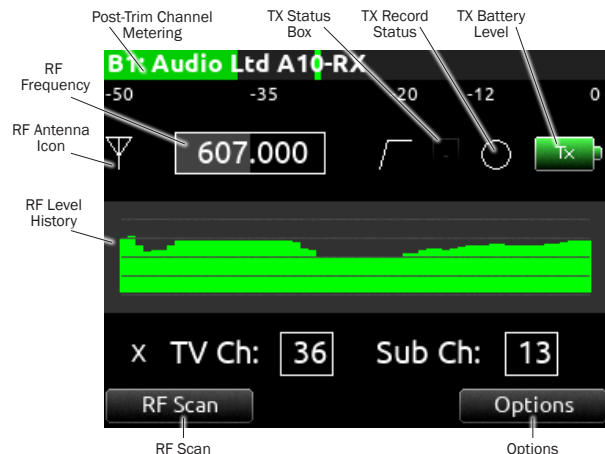 Post-Trim Channel Metering
TX Status Box
TX Record Status
TX Battery Level
B1: Audio Ltd A10-RX
-50 -35 -20 -12 0
RF Frequency
RF Antenna Icon
607.000
-
Tx
RF Level History
X TV Ch: 36 Sub Ch: 13
RF Scan Options
RF Scan Options